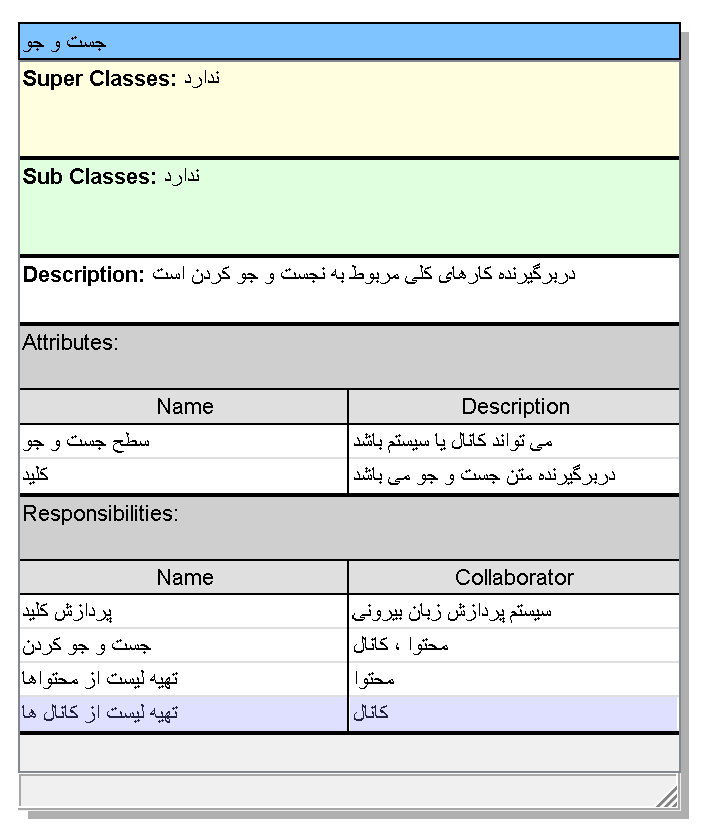 جست و جو
Super Classes: ندارد
Sub Classes: ندارد
Description: دربرگیرنده کارهای کلی مربوط به نجست و جو کردن است
Attributes:
Name Description
سطح جست و جو می تواند کانال یا سیستم باشد
کلید دربرگیرنده متن جست و جو می باشد
Responsibilities:
Name Collaborator
پردازش کلید سیستم پردازش زبان بیرونی
جست و جو کردن محتوا ، کانال
تهیه لیست از محتواها محتوا
تهیه لیست از کانال ها کانال